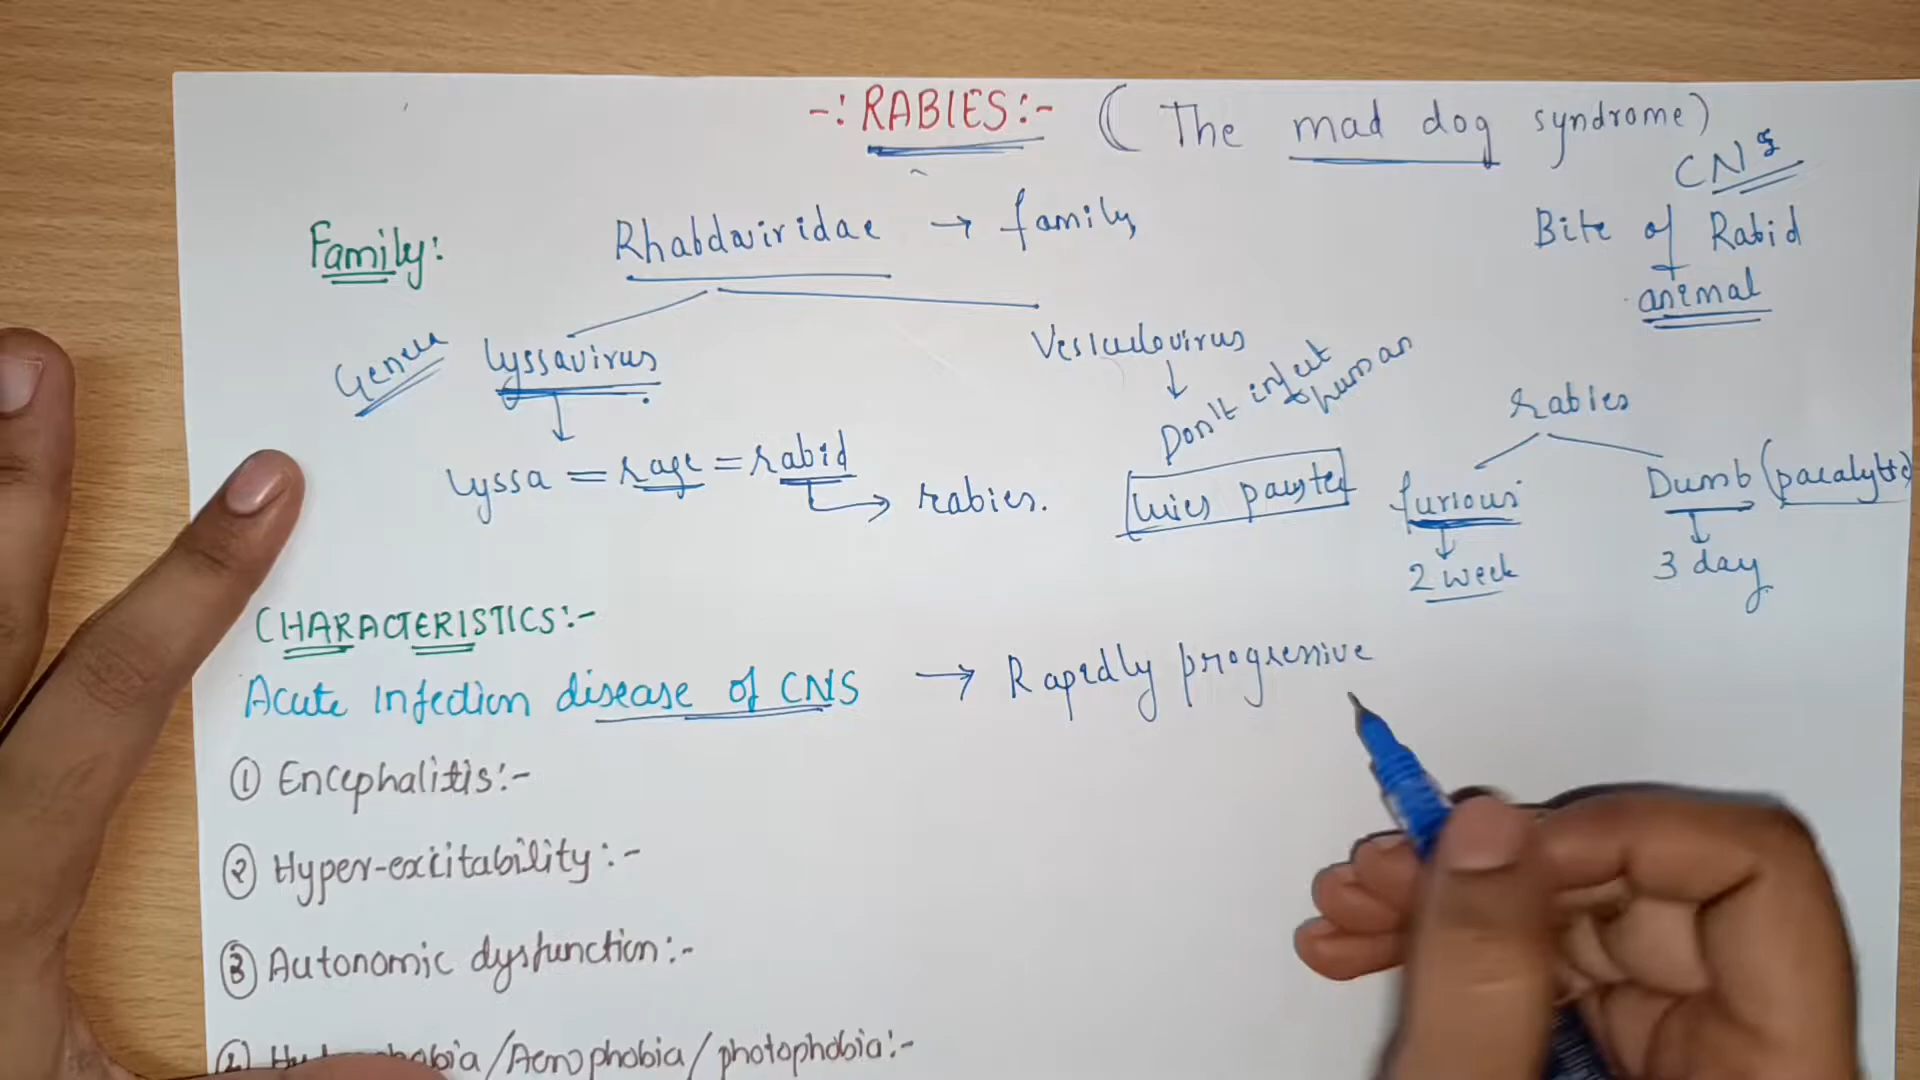 -: RABIES:- (The mad dog syndrome)
CNS
Bite of Rabid
animal
Family: Rhabdoviridae → family
Genera Lyssavirus Vesiculovirus
Don't infect human
Lyssa = rage = rabid
→ rabies.
rabies
furious Dumb (paralytic)
2 week 3 day
CHARACTERISTICS:-
Acute Infection disease of CNS → Rapidly progressive
① Encephalitis:-
② Hyper-excitability:-
③ Autonomic dysfunction:-
/Aerophobia/photophobia:-